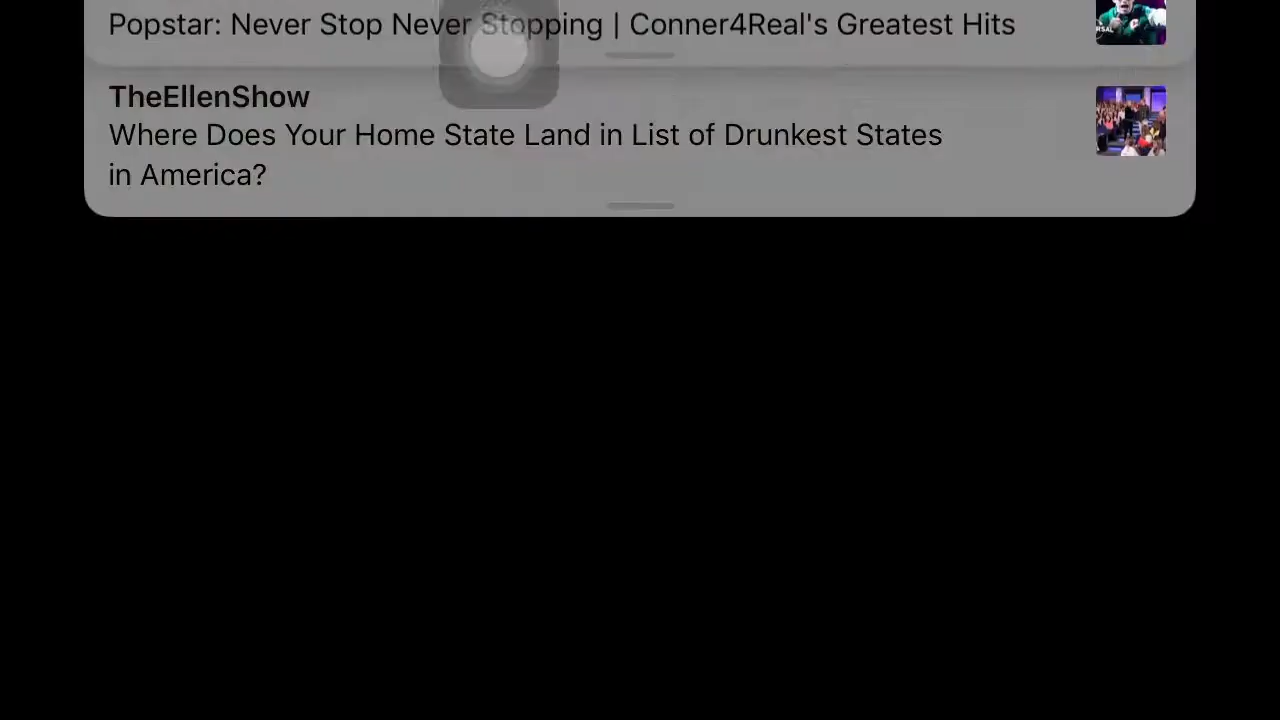 Popstar: Never Stop Never Stopping | Conner4Real's Greatest Hits
TheEllenShow
Where Does Your Home State Land in List of Drunkest States
in America?